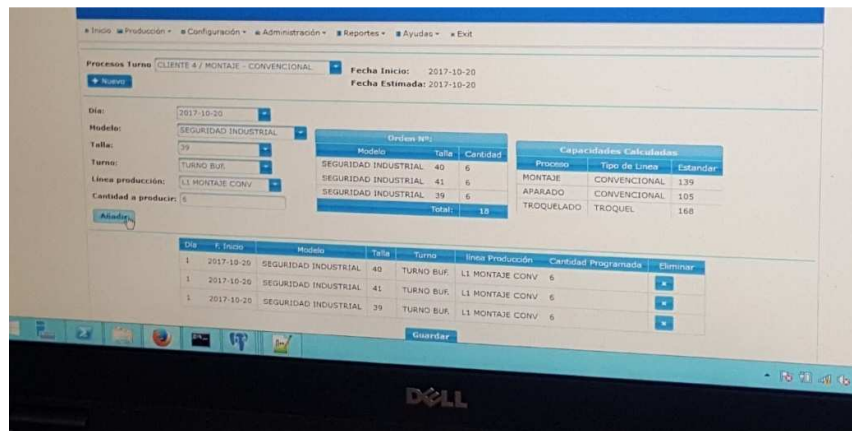 Inicio Producción Configuración Administración Reportes Ayudas Exit
Procesos Turno CLIENTE 4 / MONTAJE - CONVENCIONAL
Nuevo
Fecha Inicio: 2017-10-20
Fecha Estimada: 2017-10-20
Día: 2017-10-20
Modelo: SEGURIDAD INDUSTRIAL
Talla: 39
Turno: TURNO BUF.
Línea producción: L1 MONTAJE CONV
Cantidad a producir: 6
Añadir
Orden Nº:
Modelo Talla Cantidad
SEGURIDAD INDUSTRIAL 40 6
SEGURIDAD INDUSTRIAL 41 6
SEGURIDAD INDUSTRIAL 39 6
Total: 18
Capacidades Calculadas
Proceso Tipo de Linea Estandar
MONTAJE CONVENCIONAL 139
APARADO CONVENCIONAL 105
TROQUELADO TROQUEL 168
Día F. Inicio Modelo Talla Turno línea Producción Cantidad Programada Eliminar
1 2017-10-20 SEGURIDAD INDUSTRIAL 40 TURNO BUF. L1 MONTAJE CONV 6
1 2017-10-20 SEGURIDAD INDUSTRIAL 41 TURNO BUF. L1 MONTAJE CONV 6
1 2017-10-20 SEGURIDAD INDUSTRIAL 39 TURNO BUF. L1 MONTAJE CONV 6
Guardar
DELL